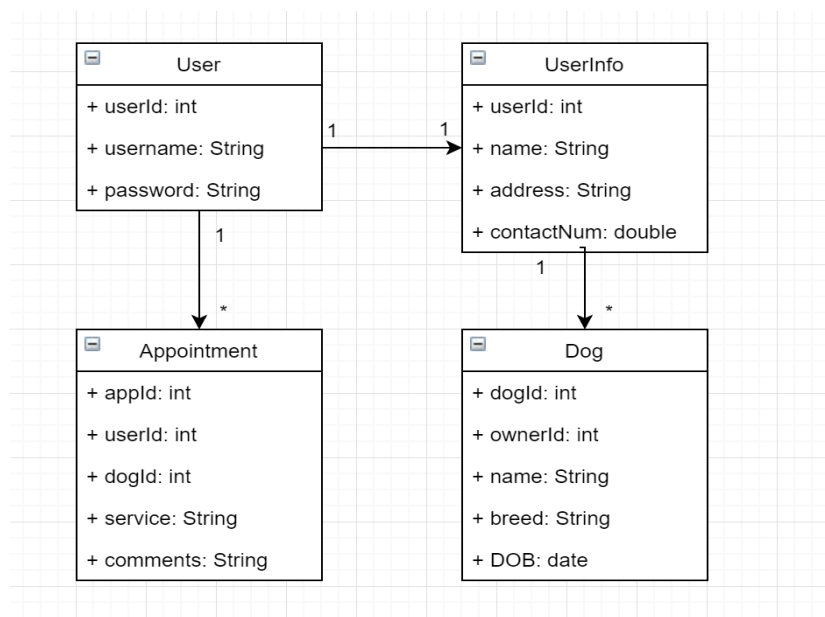 User
+ userId: int
+ username: String
+ password: String
1
1
UserInfo
+ userId: int
+ name: String
+ address: String
+ contactNum: double
1
*
1
*
Appointment
+ appId: int
+ userId: int
+ dogId: int
+ service: String
+ comments: String
Dog
+ dogId: int
+ ownerId: int
+ name: String
+ breed: String
+ DOB: date